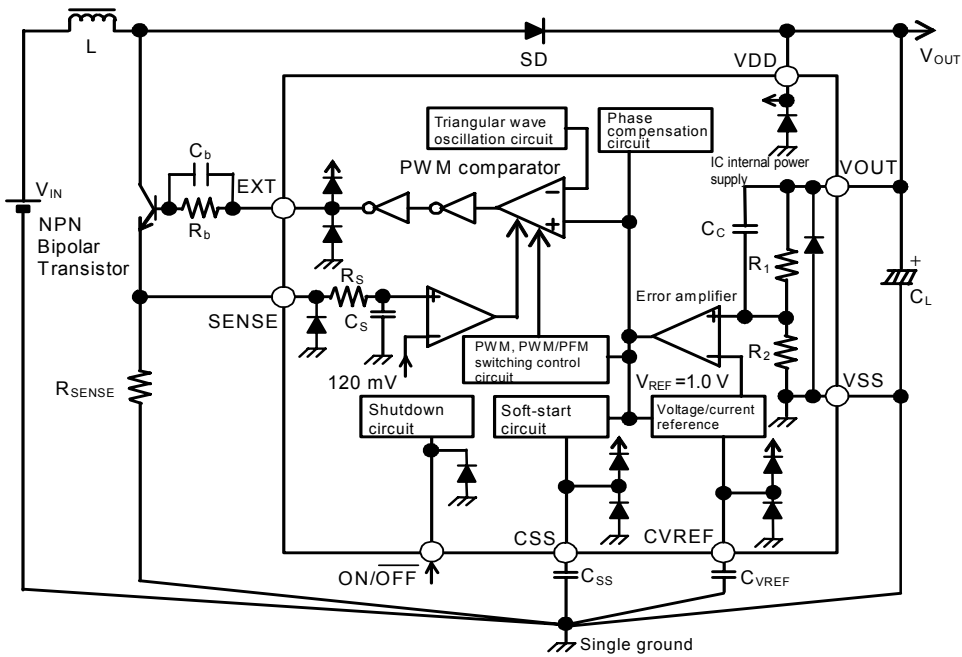 L
SD
VDD
VOUT
Triangular wave
oscillation circuit
Phase
compensation circuit
PWM comparator
IC internal power
supply
VOUT
Cb
EXT
VIN
NPN
Bipolar
Transistor
Rb
−
+
CC
R1
+
CL
RS
Error amplifier
SENSE
CS
+
−
+
−
R2
120 mV
PWM, PWM/PFM
switching control
circuit
VREF=1.0 V
VSS
RSENSE
Shutdown
circuit
Soft-start
circuit
Voltage/current
reference
CSS
CVREF
ON/OFF
CSS
CVREF
Single ground